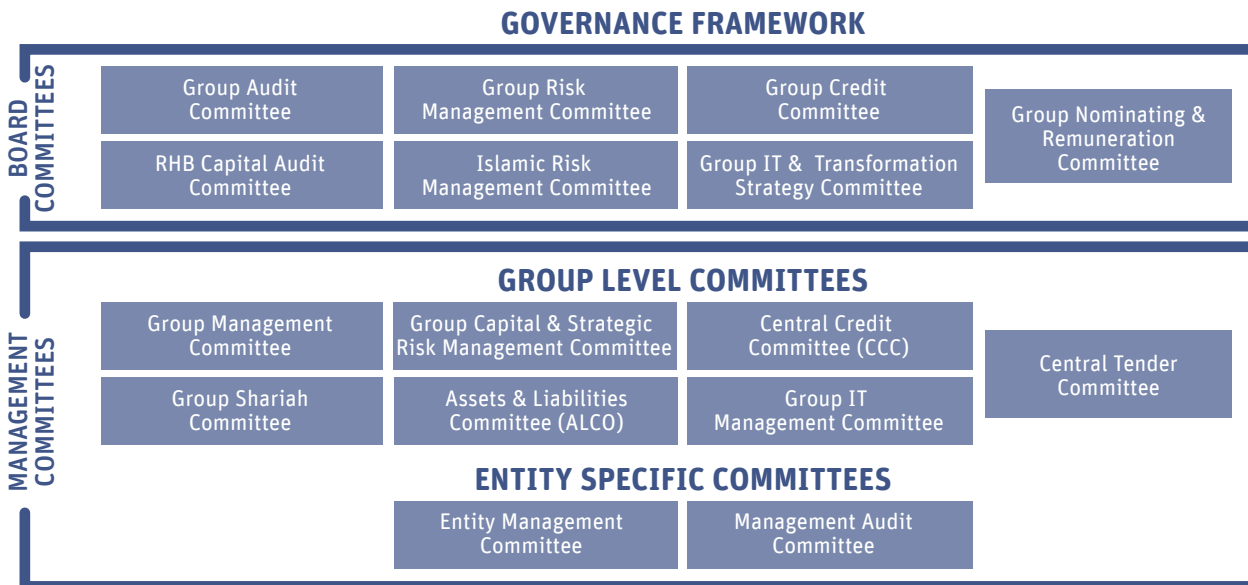 GOVERNANCE FRAMEWORK
BOARD
COMMITTEES
Group Audit
Committee
Group Risk
Management Committee
Group Credit
Committee
Group Nominating &
Remuneration
Committee
RHB Capital Audit
Committee
Islamic Risk
Management Committee
Group IT & Transformation
Strategy Committee
MANAGEMENT
COMMITTEES
GROUP LEVEL COMMITTEES
Group Management
Committee
Group Capital & Strategic
Risk Management Committee
Central Credit
Committee (CCC)
Central Tender
Committee
Group Shariah
Committee
Assets & Liabilities
Committee (ALCO)
Group IT
Management Committee
ENTITY SPECIFIC COMMITTEES
Entity Management
Committee
Management Audit
Committee